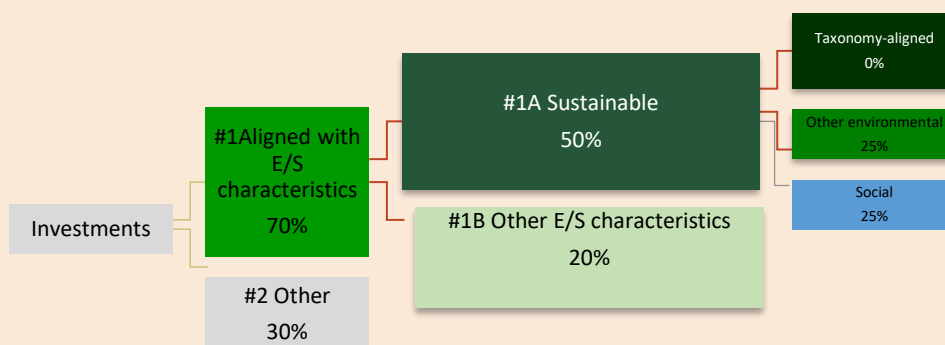 Investments
#1Aligned with
E/S
characteristics
70%
#2 Other
30%
#1A Sustainable
50%
#1B Other E/S characteristics
20%
Taxonomy-aligned
0%
Other environmental
25%
Social
25%